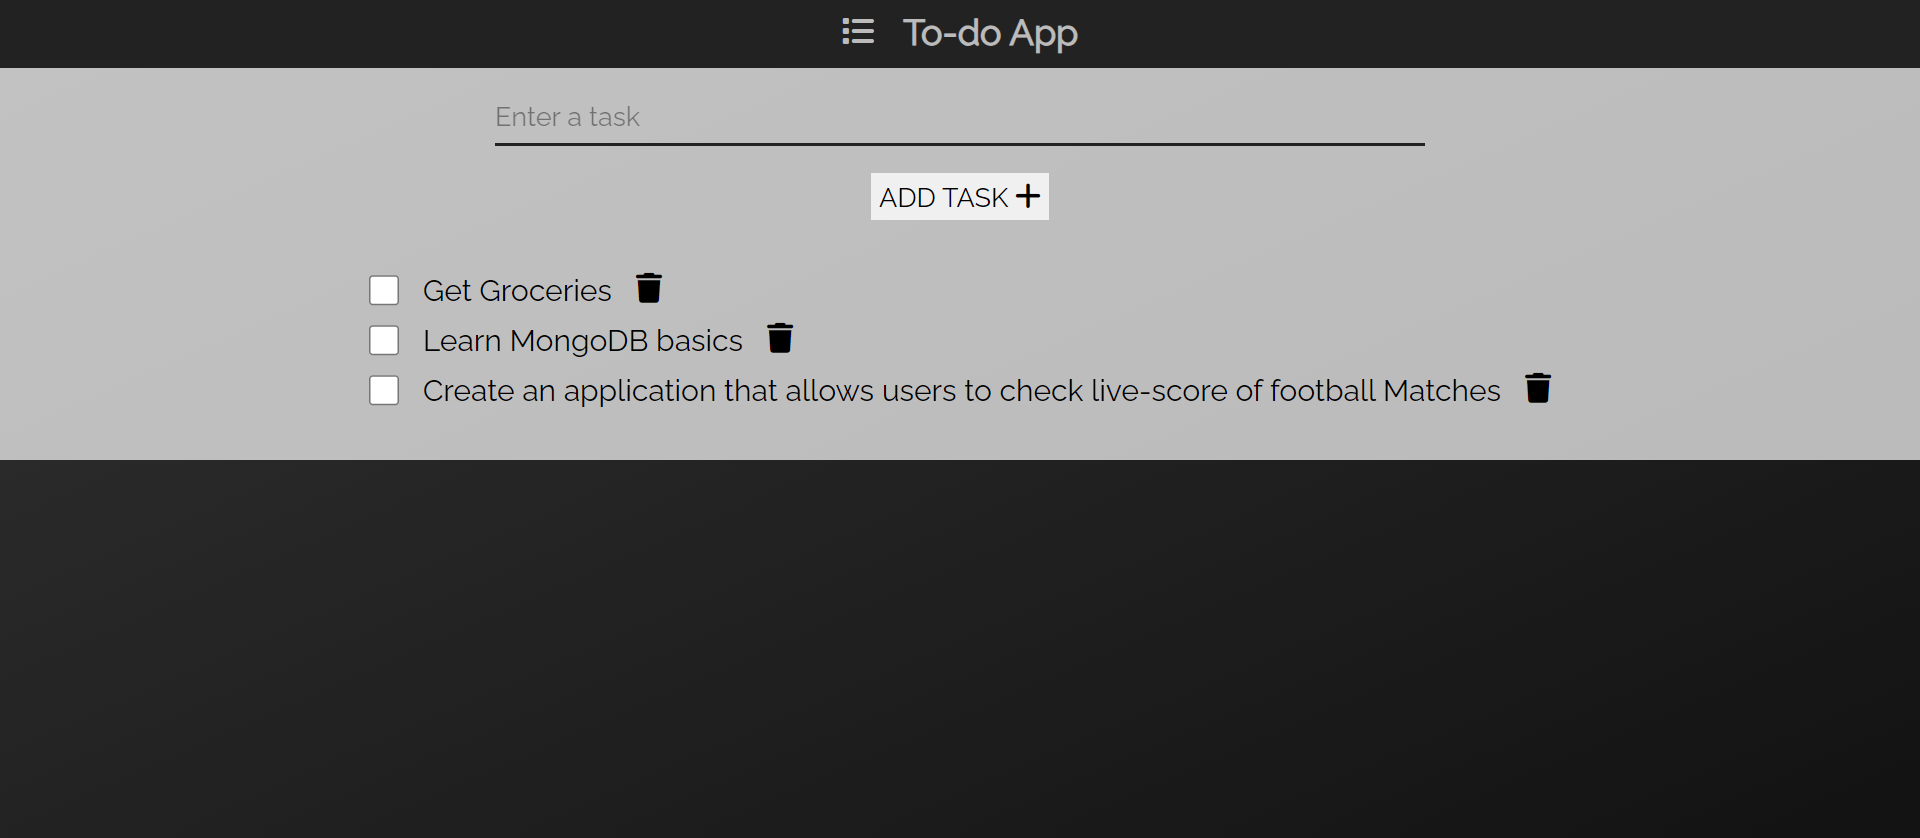 To-do App
Enter a task
ADD TASK
Get Groceries
Learn MongoDB basics
Create an application that allows users to check live-score of football Matches